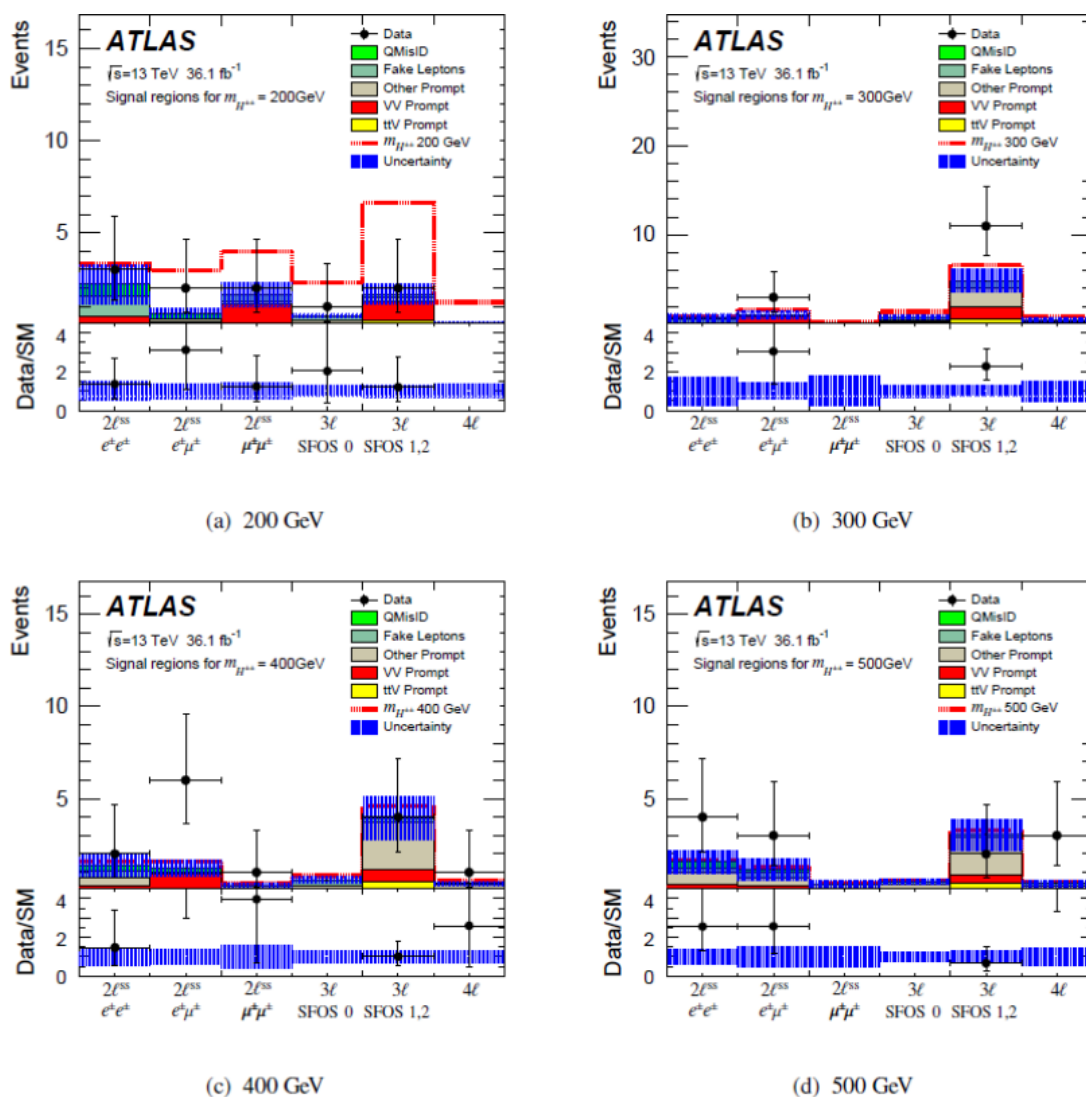 Events
15
10
5
ATLAS
√s=13 TeV 36.1 fb⁻¹
Signal regions for m_H±± = 200GeV
Data
QMisID
Fake Leptons
Other Prompt
VV Prompt
ttV Prompt
m_H±± 200 GeV
Uncertainty
Data/SM
4
2
0
2ℓˢˢ 2ℓˢˢ 2ℓˢˢ 3ℓ 3ℓ 4ℓ
e±e± e±μ± μ±μ± SFOS 0 SFOS 1,2
(a) 200 GeV
Events
30
20
10
ATLAS
√s=13 TeV 36.1 fb⁻¹
Signal regions for m_H±± = 300GeV
Data
QMisID
Fake Leptons
Other Prompt
VV Prompt
ttV Prompt
m_H±± 300 GeV
Uncertainty
Data/SM
4
2
0
2ℓˢˢ 2ℓˢˢ 2ℓˢˢ 3ℓ 3ℓ 4ℓ
e±e± e±μ± μ±μ± SFOS 0 SFOS 1,2
(b) 300 GeV
Events
15
10
5
ATLAS
√s=13 TeV 36.1 fb⁻¹
Signal regions for m_H±± = 400GeV
Data
QMisID
Fake Leptons
Other Prompt
VV Prompt
ttV Prompt
m_H±± 400 GeV
Uncertainty
Data/SM
4
2
0
2ℓˢˢ 2ℓˢˢ 2ℓˢˢ 3ℓ 3ℓ 4ℓ
e±e± e±μ± μ±μ± SFOS 0 SFOS 1,2
(c) 400 GeV
Events
15
10
5
ATLAS
√s=13 TeV 36.1 fb⁻¹
Signal regions for m_H±± = 500GeV
Data
QMisID
Fake Leptons
Other Prompt
VV Prompt
ttV Prompt
m_H±± 500 GeV
Uncertainty
Data/SM
4
2
0
2ℓˢˢ 2ℓˢˢ 2ℓˢˢ 3ℓ 3ℓ 4ℓ
e±e± e±μ± μ±μ± SFOS 0 SFOS 1,2
(d) 500 GeV